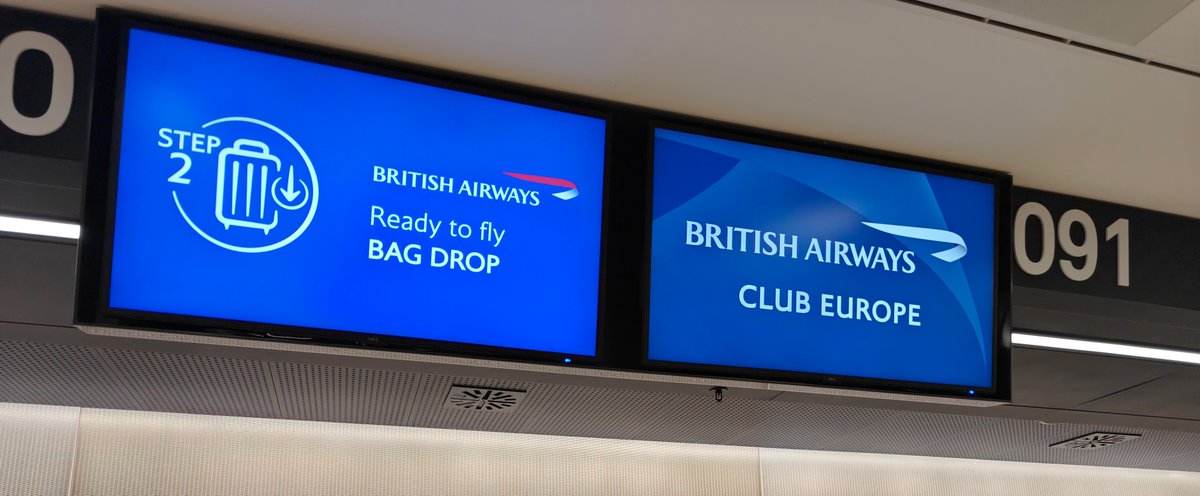 0
STEP
2
BRITISH AIRWAYS
Ready to fly
BAG DROP
BRITISH AIRWAYS
CLUB EUROPE
091